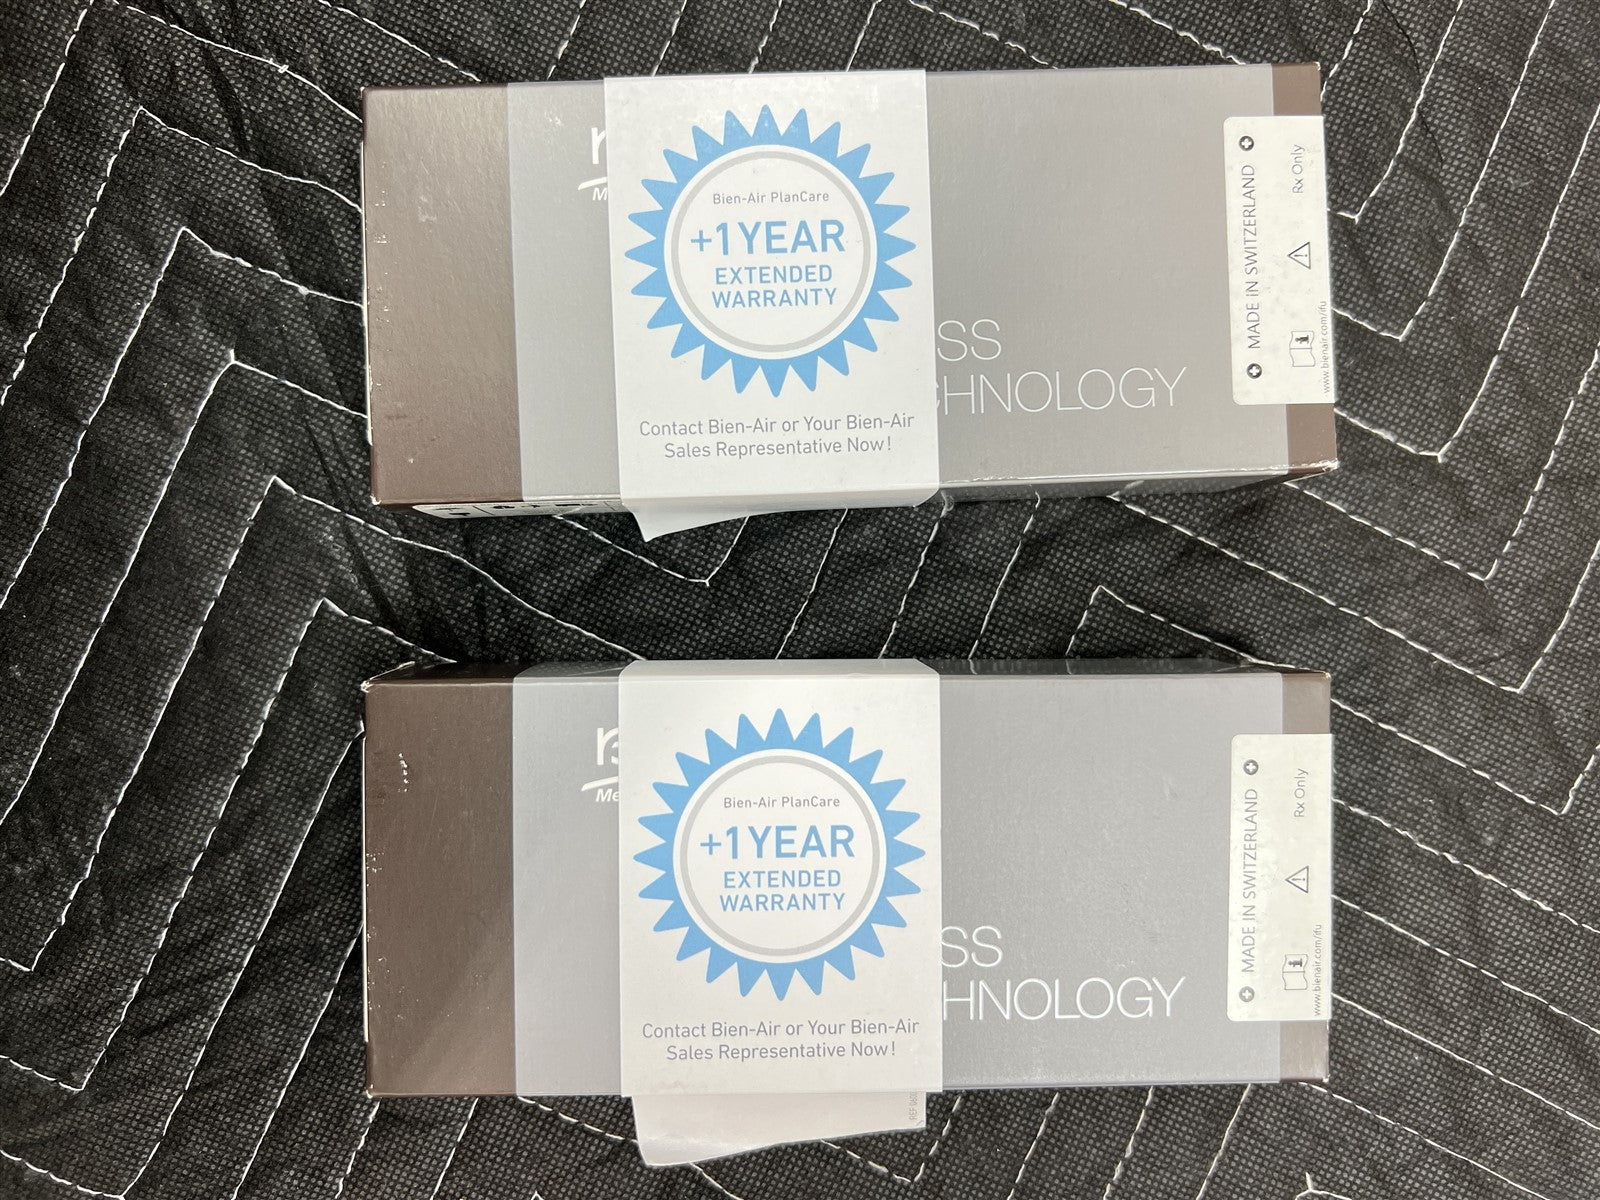 Bien-Air PlanCare
+1 YEAR
EXTENDED
WARRANTY
Contact Bien-Air or Your Bien-Air
Sales Representative Now!
SS
CHNOLOGY
MADE IN SWITZERLAND
Rx Only
www.bienair.com/ifu
Bien-Air PlanCare
+1 YEAR
EXTENDED
WARRANTY
Contact Bien-Air or Your Bien-Air
Sales Representative Now!
SS
HNOLOGY
MADE IN SWITZERLAND
Rx Only
www.bienair.com/ifu